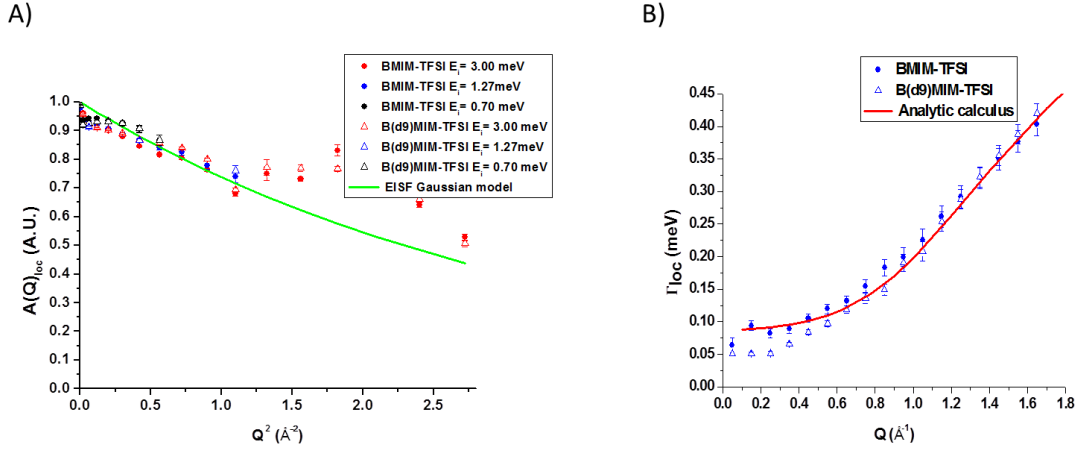 A)
BMIM-TFSI Ei= 3.00 meV
BMIM-TFSI Ei= 1.27meV
BMIM-TFSI Ei= 0.70 meV
B(d9)MIM-TFSI Ei= 3.00 meV
B(d9)MIM-TFSI Ei= 1.27meV
B(d9)MIM-TFSI Ei= 0.70 meV
EISF Gaussian model
A(Q)loc (A.U.)
1.0
0.9
0.8
0.7
0.6
0.5
0.4
0.3
0.2
0.1
0.0
0.0 0.5 1.0 1.5 2.0 2.5
Q2 (Å-2)
B)
BMIM-TFSI
B(d9)MIM-TFSI
Analytic calculus
Γloc (meV)
0.45
0.40
0.35
0.30
0.25
0.20
0.15
0.10
0.05
0.00
0.0 0.2 0.4 0.6 0.8 1.0 1.2 1.4 1.6 1.8
Q (Å-1)